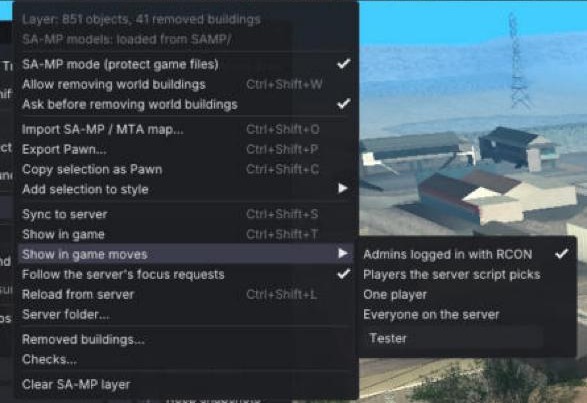 Layer: 851 objects, 41 removed buildings
SA-MP models: loaded from SAMP/
SA-MP mode (protect game files)
Allow removing world buildings Ctrl+Shift+W
Ask before removing world buildings
Import SA-MP / MTA map... Ctrl+Shift+O
Export Pawn... Ctrl+Shift+P
Copy selection as Pawn Ctrl+Shift+C
Add selection to style
Sync to server Ctrl+Shift+S
Show in game Ctrl+Shift+T
Show in game moves
Admins logged in with RCON
Follow the server's focus requests
Players the server script picks
Reload from server Ctrl+Shift+L
One player
Server folder...
Everyone on the server
Removed buildings...
Tester
Checks...
Clear SA-MP layer